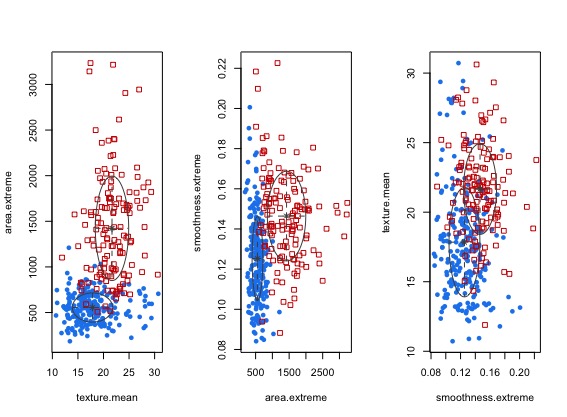 area.extreme
500 1000 1500 2000 2500 3000
10 15 20 25 30
texture.mean
smoothness.extreme
0.08 0.10 0.12 0.14 0.16 0.18 0.20 0.22
500 1500 2500
area.extreme
texture.mean
10 15 20 25 30
0.08 0.12 0.16 0.20
smoothness.extreme